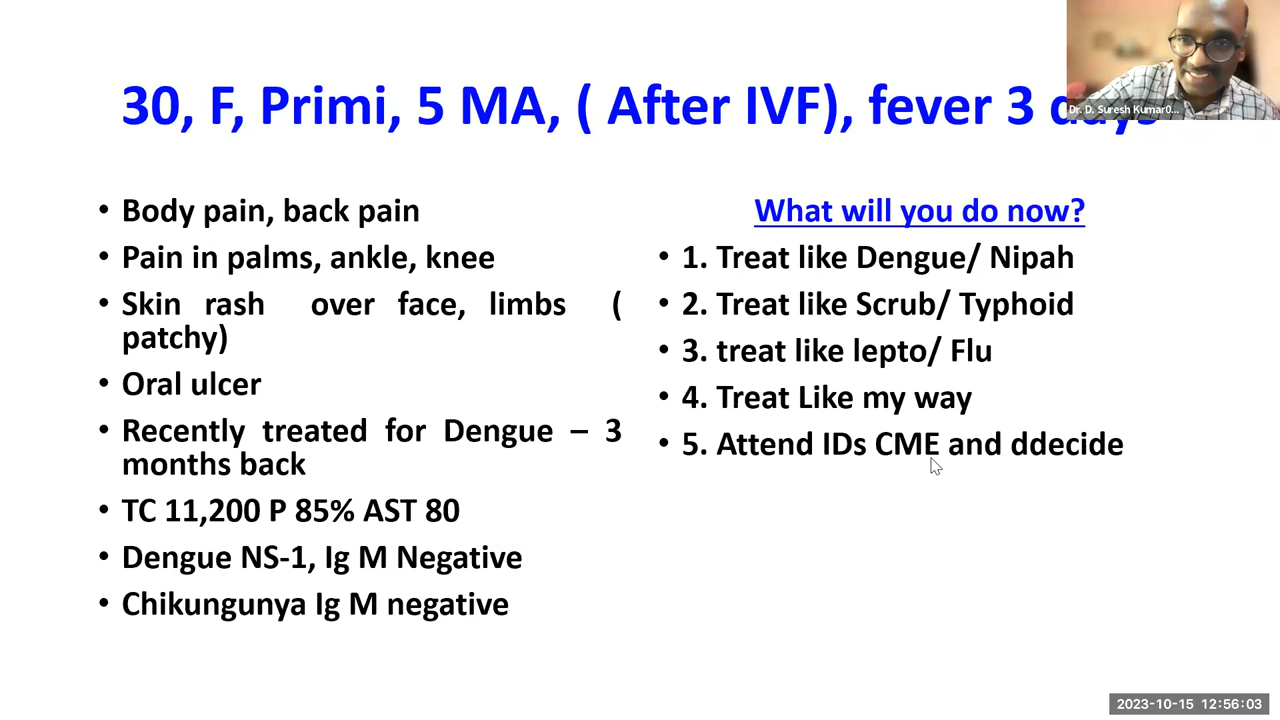 30, F, Primi, 5 MA, ( After IVF), fever 3 days
Dr. D. Suresh Kumar0...
• Body pain, back pain
• Pain in palms, ankle, knee
• Skin rash over face, limbs (
patchy)
• Oral ulcer
• Recently treated for Dengue – 3
months back
• TC 11,200 P 85% AST 80
• Dengue NS-1, Ig M Negative
• Chikungunya Ig M negative
What will you do now?
• 1. Treat like Dengue/ Nipah
• 2. Treat like Scrub/ Typhoid
• 3. treat like lepto/ Flu
• 4. Treat Like my way
• 5. Attend IDs CME and ddecide
2023-10-15 12:56:03